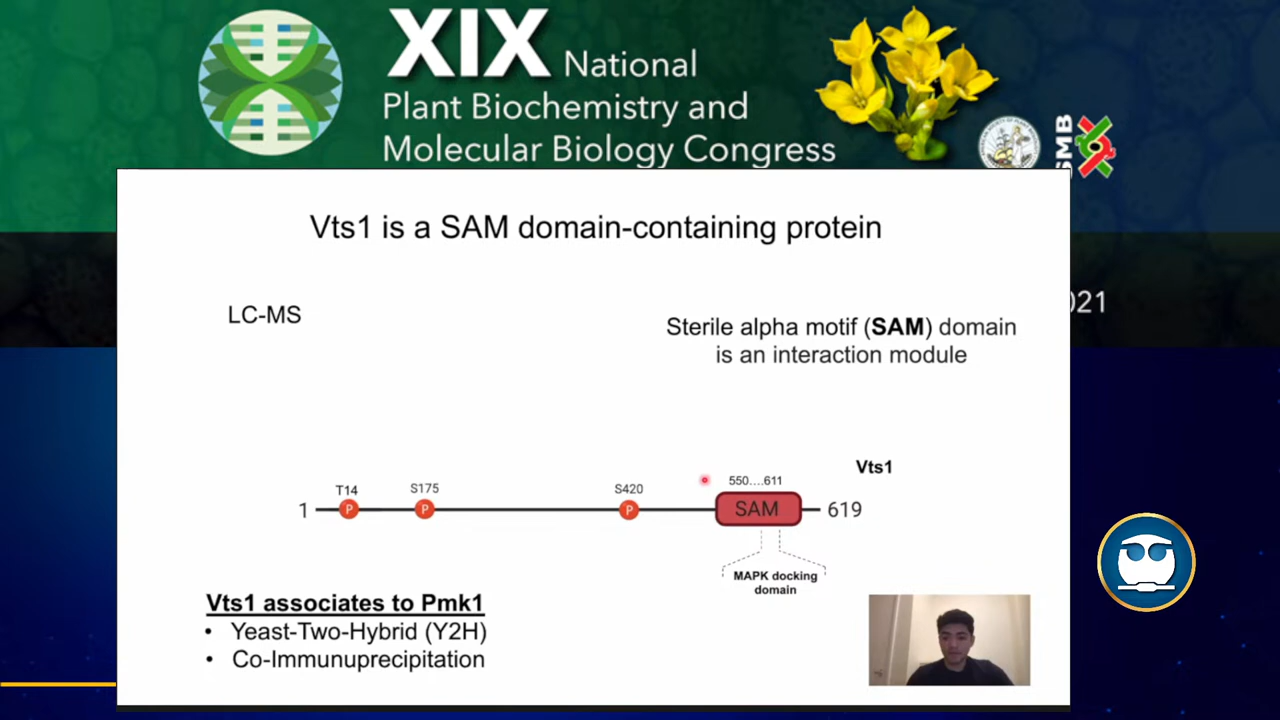 XIX National
Plant Biochemistry and
Molecular Biology Congress
SMB
021
Vts1 is a SAM domain-containing protein
LC-MS
Sterile alpha motif (SAM) domain
is an interaction module
Vts1
T14
S175
S420
550....611
1
P
P
P
SAM
619
MAPK docking
domain
Vts1 associates to Pmk1
• Yeast-Two-Hybrid (Y2H)
• Co-Immunuprecipitation